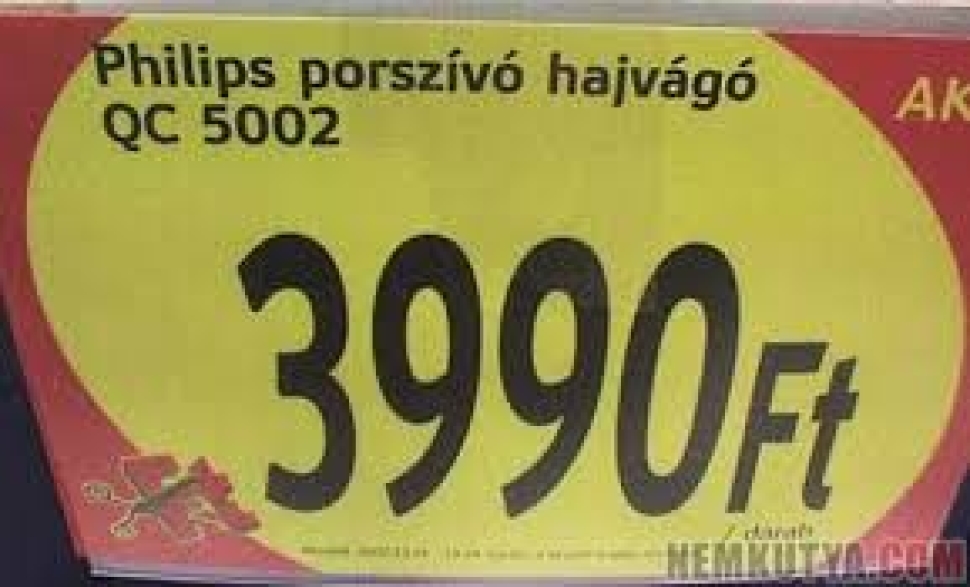 Philips porszívó hajvágó
QC 5002
AK
3990Ft
/ darab
NEMKUTYA.COM